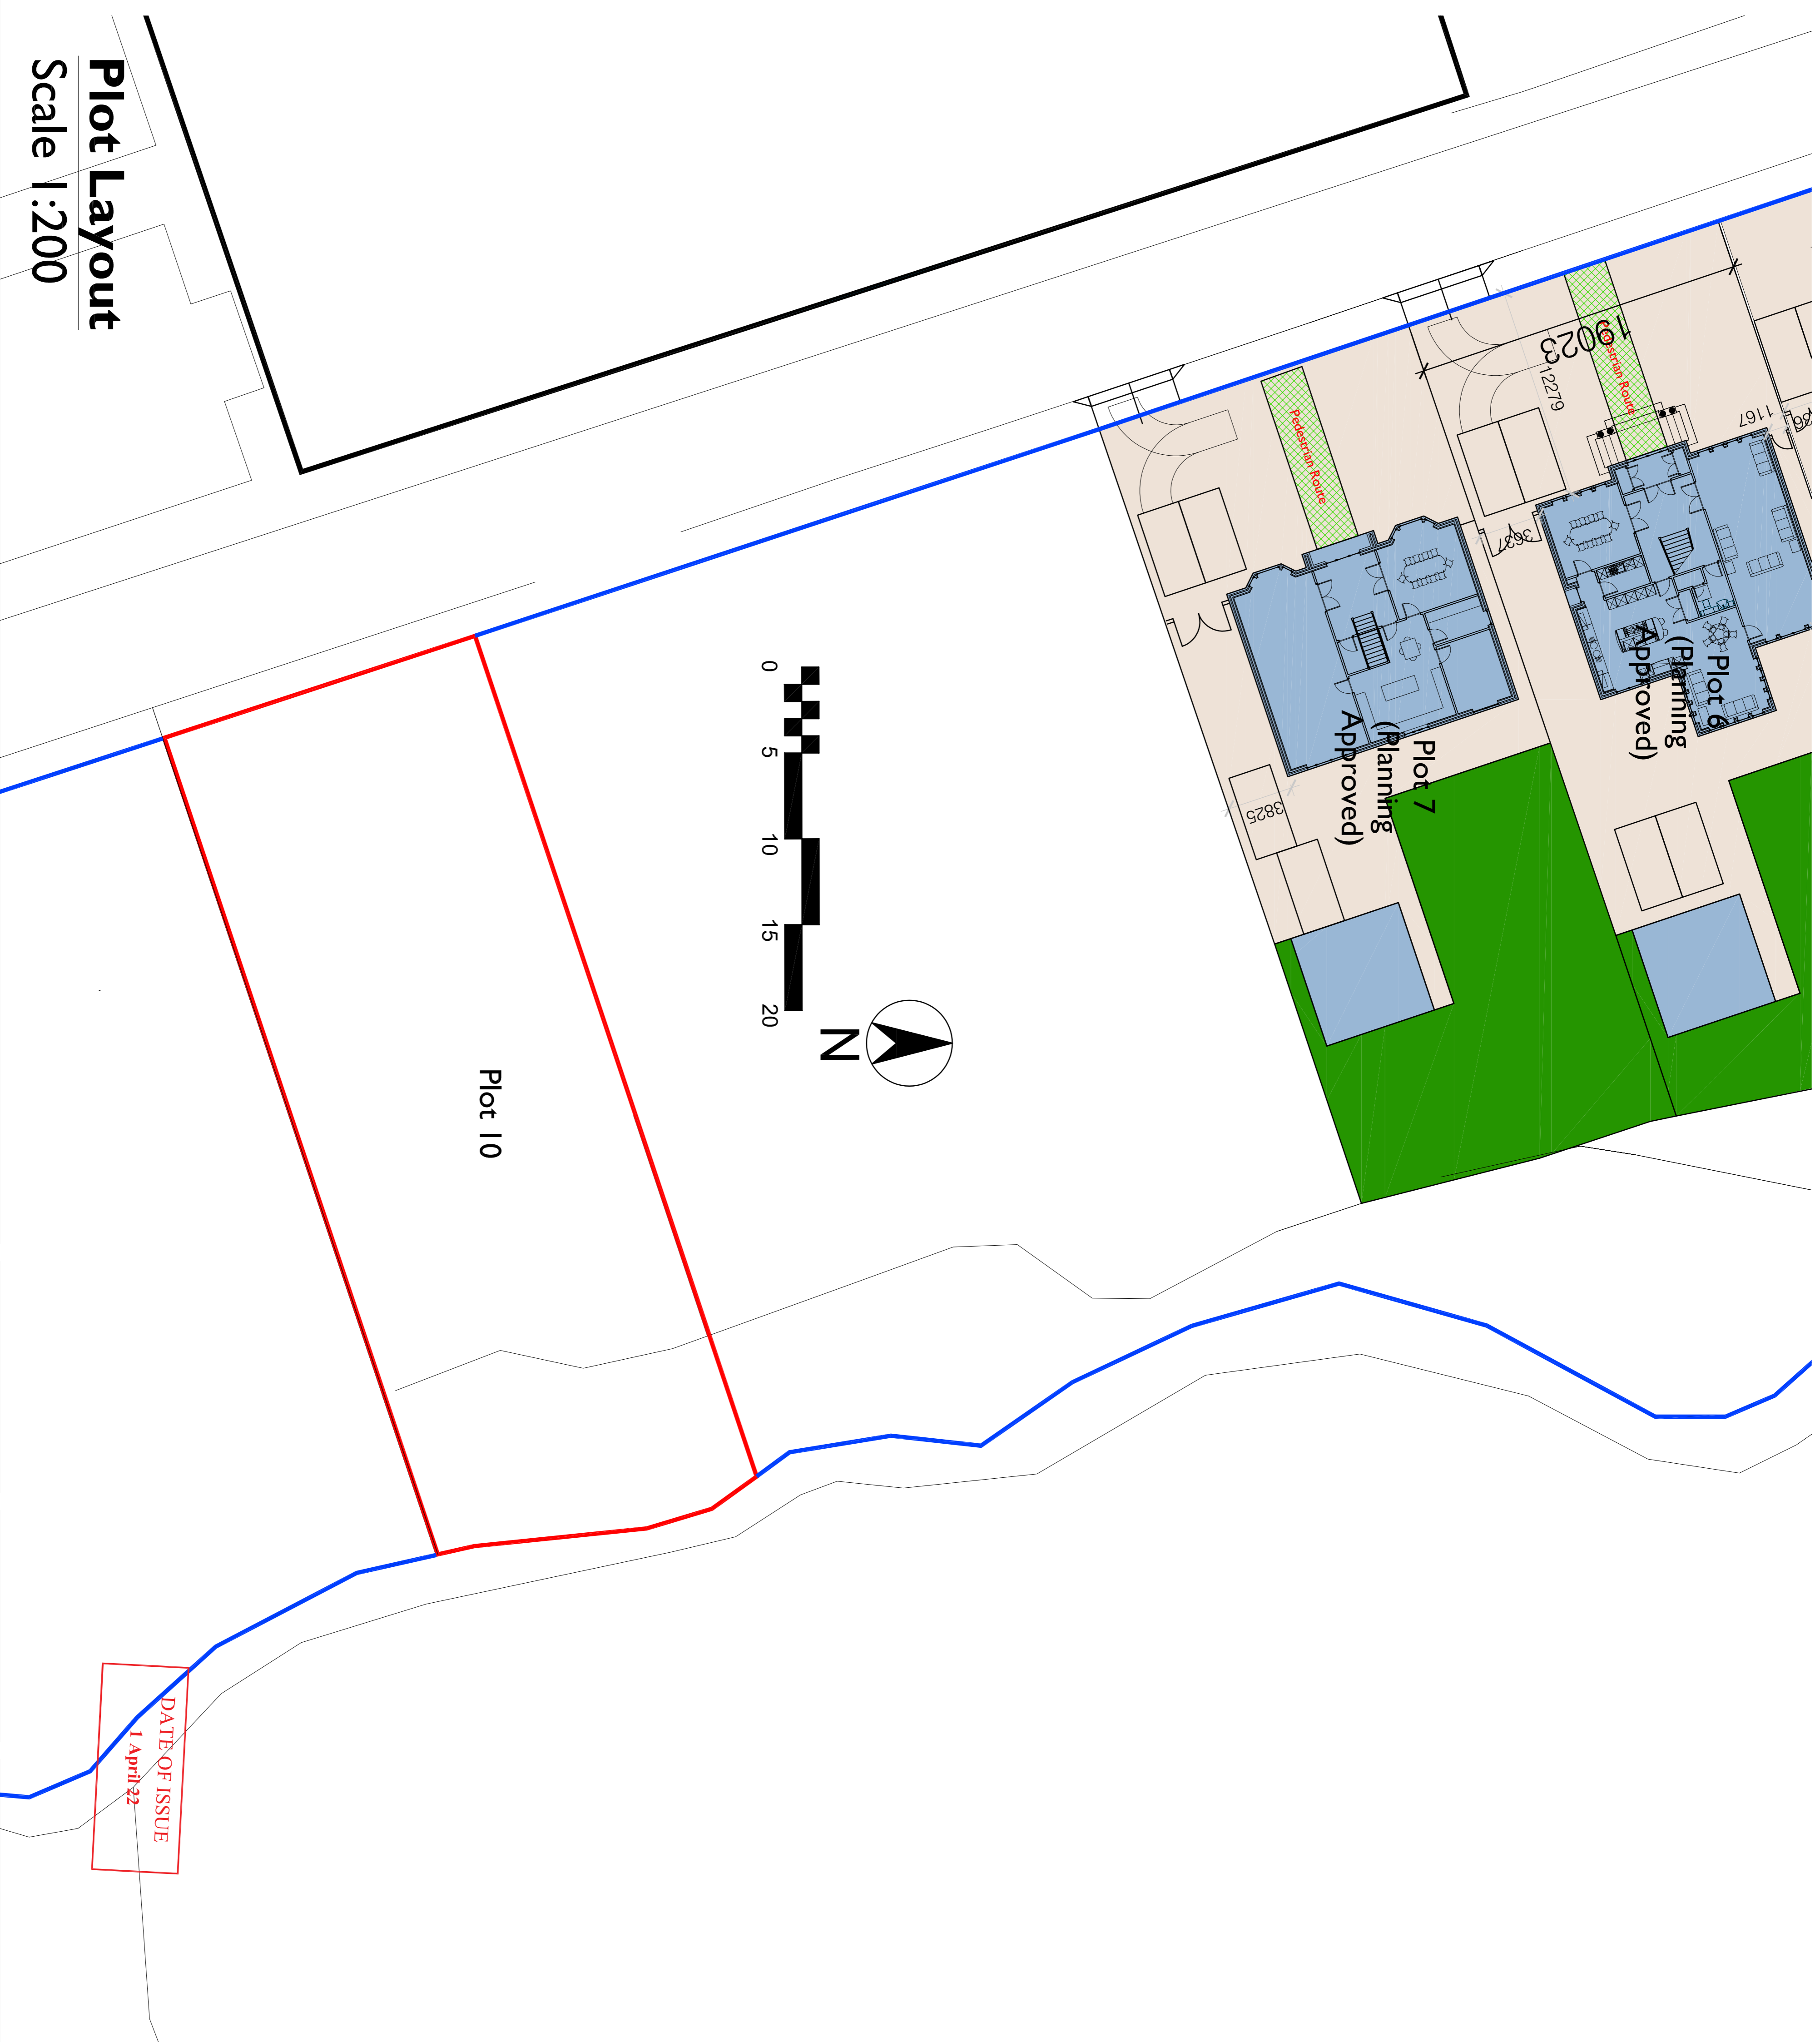 Plot Layout
Scale 1:200
0
5
10
15
20
N
Plot 10
Plot 7
(Planning
Approved)
Plot 6
(Planning
Approved)
Pedestrian Route
Pedestrian Route
19023
12279
3637
1167
3825
DATE OF ISSUE
1 April 22